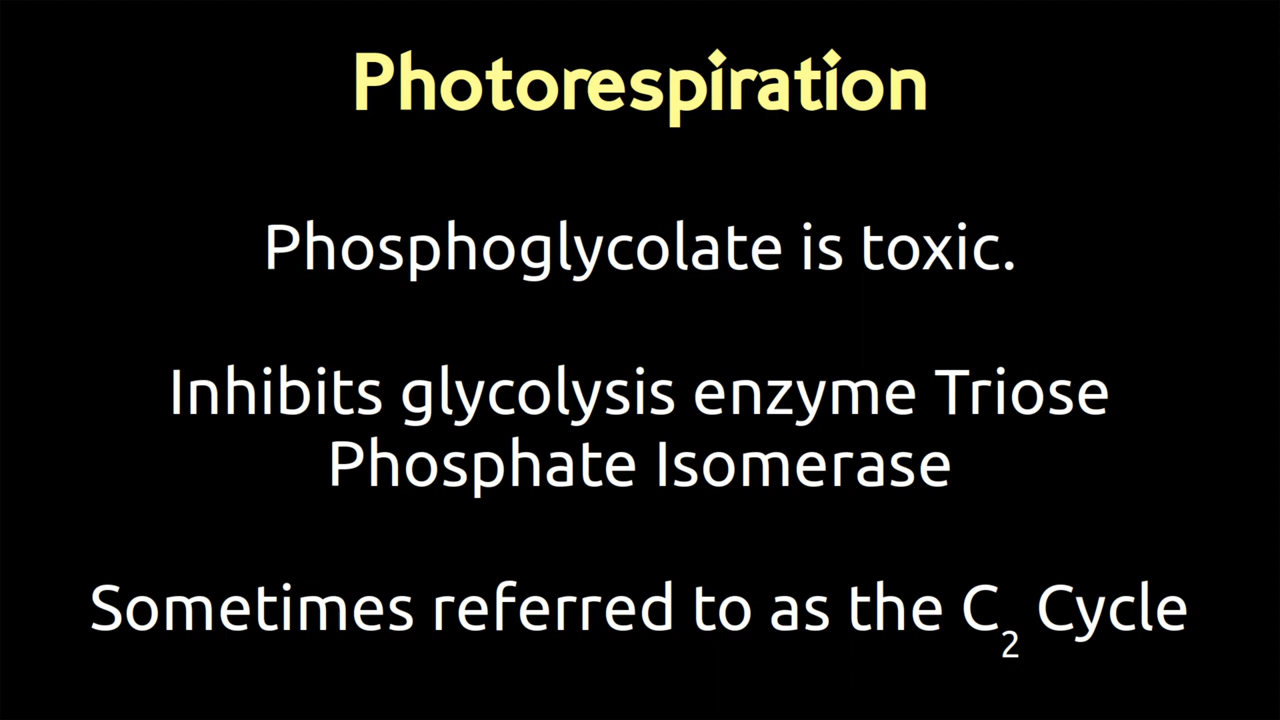 Photorespiration
Phosphoglycolate is toxic.
Inhibits glycolysis enzyme Triose
Phosphate Isomerase
Sometimes referred to as the C₂ Cycle